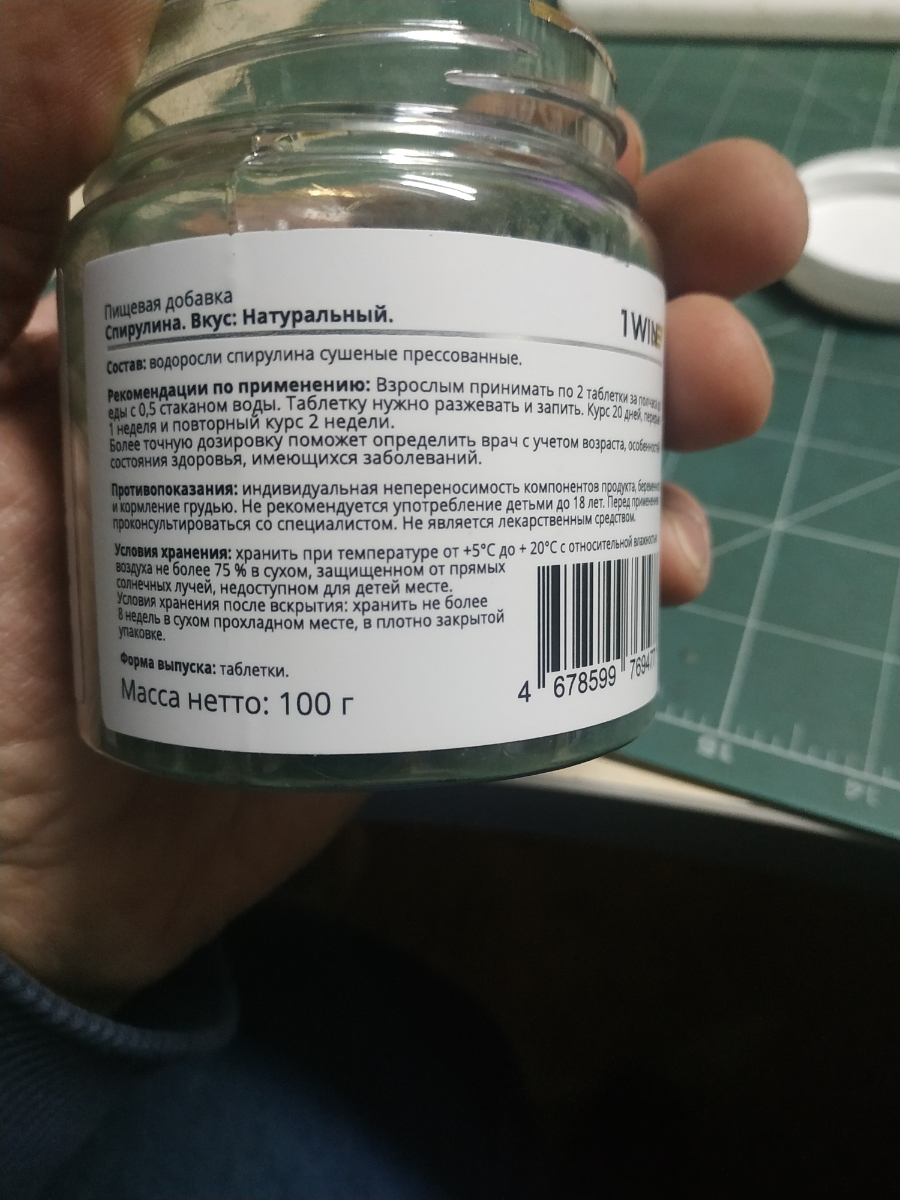 Пищевая добавка
Спирулина. Вкус: Натуральный.
1WIN
Состав: водоросли спирулина сушеные прессованные.
Рекомендации по применению: Взрослым принимать по 2 таблетки за полчаса до
еды с 0,5 стаканом воды. Таблетку нужно разжевать и запить. Курс 20 дней,
1 неделя и повторный курс 2 недели.
Более точную дозировку поможет определить врач с учетом возраста,
состояния здоровья, имеющихся заболеваний.
Противопоказания: индивидуальная непереносимость компонентов продукта,
и кормление грудью. Не рекомендуется употребление детьми до 18 лет. Перед
проконсультироваться со специалистом. Не является лекарственным средством.
Условия хранения: хранить при температуре от +5°C до + 20°C с относительной
воздуха не более 75 % в сухом, защищенном от прямых
солнечных лучей, недоступном для детей месте.
Условия хранения после вскрытия: хранить не более
8 недель в сухом прохладном месте, в плотно закрытой
упаковке.
Форма выпуска: таблетки.
Масса нетто: 100 г
4 678599 769477
15